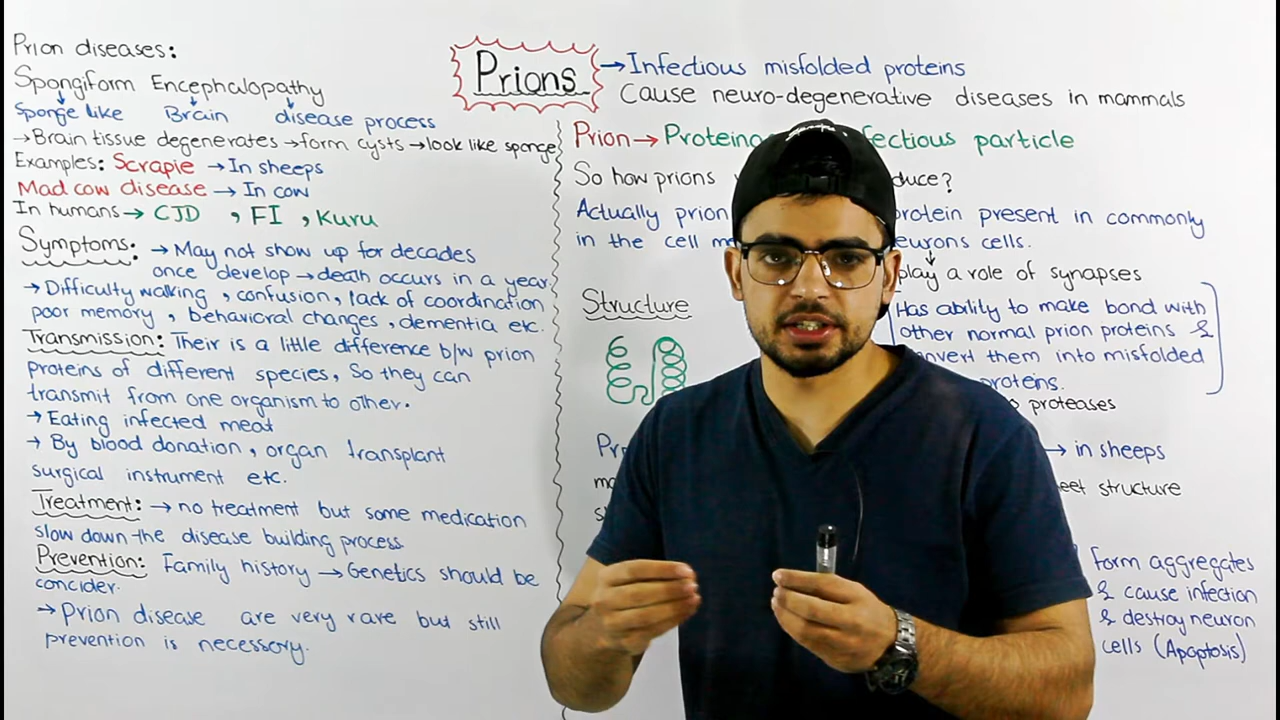 Prion diseases:
Spongiform Encephalopathy
Sponge like Brain disease process
→ Brain tissue degenerates → form cysts → look like sponge
Examples: Scrapie → In sheeps
Mad cow disease → In cow
In humans → CJD , FI , Kuru
Symptoms: → May not show up for decades
once develop → death occurs in a year
→ Difficulty walking , confusion, lack of coordination
poor memory , behavioral changes , dementia etc.
Transmission: Their is a little difference b/w prion
proteins of different species, So they can
transmit from one organism to other.
→ Eating infected meat
→ By blood donation, organ transplant
surgical instrument etc.
Treatment: → no treatment but some medication
slow down the disease building process
Prevention: Family history → Genetics should be
concider.
→ Prion disease are very rare but still
prevention is necessory.
Prions → Infectious misfolded proteins
Cause neuro-degenerative diseases in mammals
Prion → infectious particle
So how prions
Actually prion protein present in commonly
in the cell neurons cells.
play a role of synapses
Structure
Has ability to make bond with
other normal prion proteins &
convert them into misfolded
proteins.
proteases
→ in sheeps
structure
form aggregates
& cause infection
& destroy neuron
cells (Apoptosis)